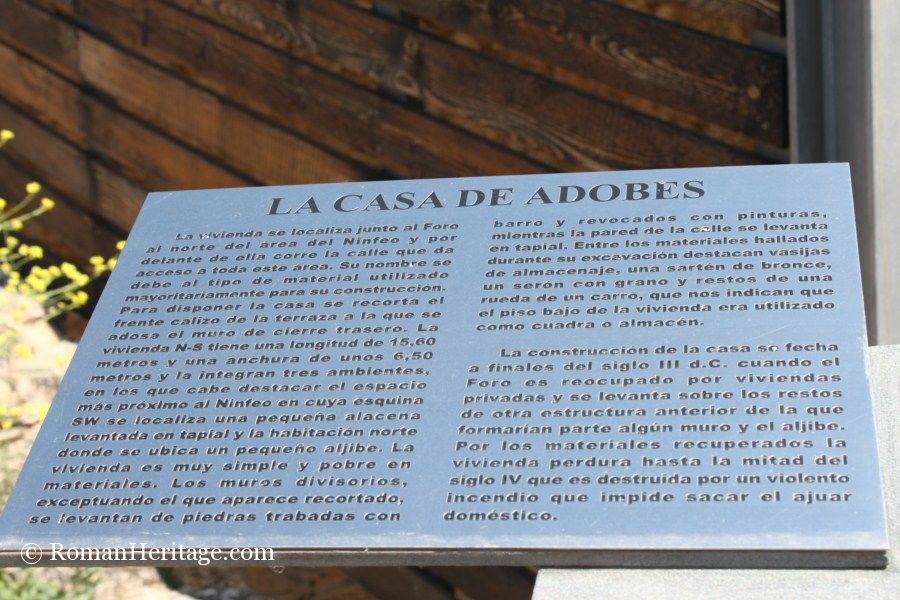 LA CASA DE ADOBES
La vivienda se localiza junto al Foro
al norte del área del Ninfeo y por
delante de ella corre la calle que da
acceso a toda este área. Su nombre se
debe al tipo de material utilizado
mayoritariamente para su construcción.
Para disponer la casa se recorta el
frente calizo de la terraza a la que se
adosa el muro de cierre trasero. La
vivienda N-S tiene una longitud de 15,60
metros y una anchura de unos 6,50
metros y la integran tres ambientes,
en los que cabe destacar el espacio
más próximo al Ninfeo en cuya esquina
SW se localiza una pequeña alacena
levantada en tapial y la habitación norte
donde se ubica un pequeño aljibe. La
vivienda es muy simple y pobre en
materiales. Los muros divisorios,
exceptuando el que aparece recortado,
se levantan de piedras trabadas con
barro y revocados con pinturas,
mientras la pared de la calle se levanta
en tapial. Entre los materiales hallados
durante su excavación destacan vasijas
de almacenaje, una sartén de bronce,
un serón con grano y restos de una
rueda de un carro, que nos indican que
el piso bajo de la vivienda era utilizado
como cuadra o almacén.
La construcción de la casa se fecha
a finales del siglo III d.C. cuando el
Foro es reocupado por viviendas
privadas y se levanta sobre los restos
de otra estructura anterior de la que
formarían parte algún muro y el aljibe.
Por los materiales recuperados la
vivienda perdura hasta la mitad del
siglo IV que es destruida por un violento
incendio que impide sacar el ajuar
doméstico.
© RomanHeritage.com